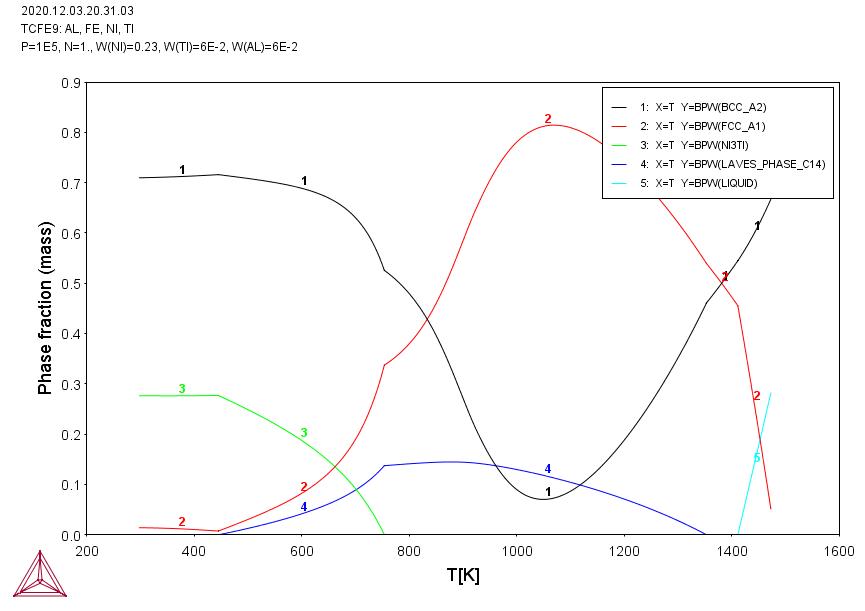 2020.12.03.20.31.03
TCFE9: AL, FE, NI, TI
P=1E5, N=1., W(NI)=0.23, W(TI)=6E-2, W(AL)=6E-2
0.9
0.8
0.7
0.6
0.5
0.4
0.3
0.2
0.1
0.0
Phase fraction (mass)
1: X=T Y=BPW(BCC_A2)
2: X=T Y=BPW(FCC_A1)
3: X=T Y=BPW(NI3TI)
4: X=T Y=BPW(LAVES_PHASE_C14)
5: X=T Y=BPW(LIQUID)
2
1
1
1
1
3
2
3
2
4
4
1
5
2
200 400 600 800 1000 1200 1400 1600
T[K]